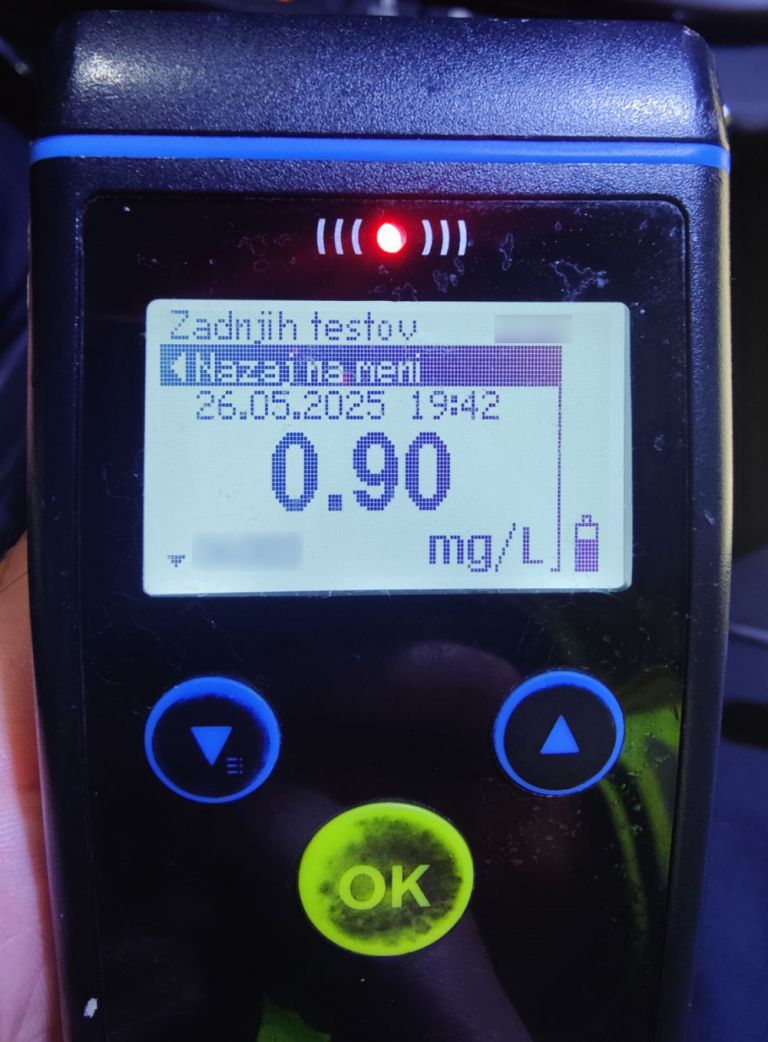 Zadnjih testov
Nazaj na meni
26.05.2025 19:42
0.90
mg/L
OK